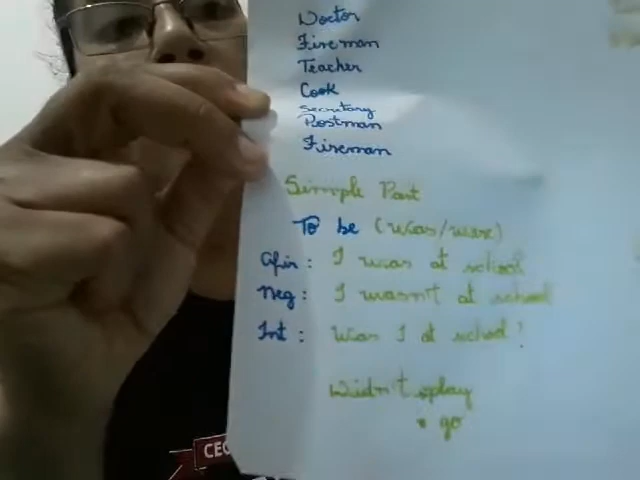 Doctor
Fireman
Teacher
Cook
Secretary
Postman
Fireman
Simple Past
To be (was/were)
Afir: I was at school
Neg: I wasn't at school
Int: Was I at school?
Didn't play
" go
CEC